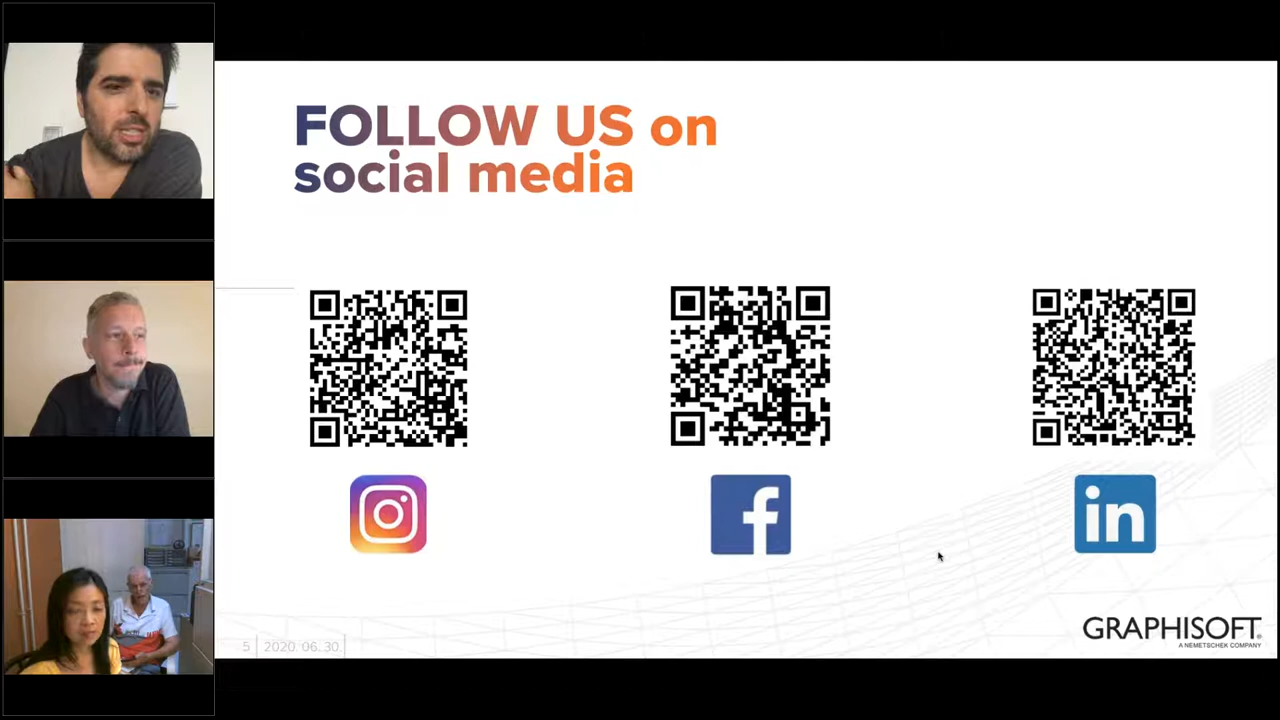 FOLLOW US on
social media
in
5 2020. 06. 30.
GRAPHISOFT®
A NEMETSCHEK COMPANY